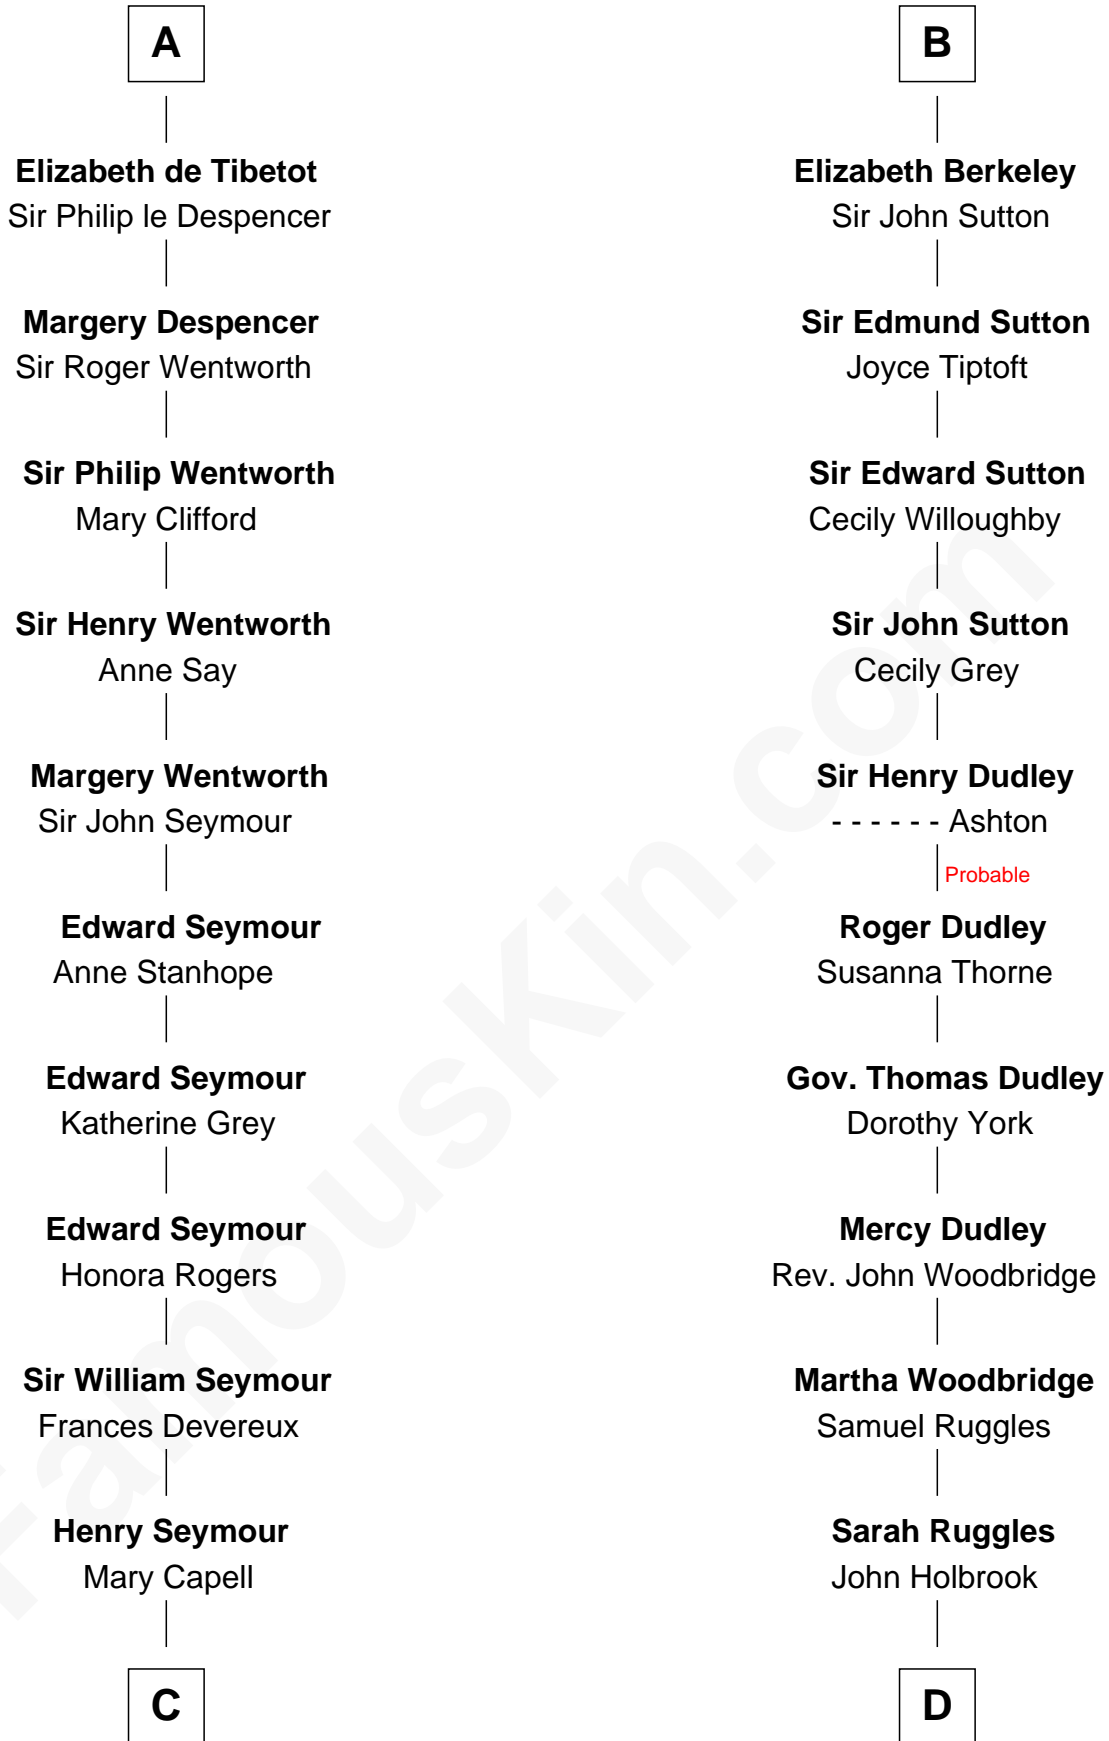 A
Elizabeth de Tibetot
Sir Philip le Despencer
Margery Despencer
Sir Roger Wentworth
Sir Philip Wentworth
Mary Clifford
Sir Henry Wentworth
Anne Say
Margery Wentworth
Sir John Seymour
Edward Seymour
Anne Stanhope
Edward Seymour
Katherine Grey
Edward Seymour
Honora Rogers
Sir William Seymour
Frances Devereux
Henry Seymour
Mary Capell
C
B
Elizabeth Berkeley
Sir John Sutton
Sir Edmund Sutton
Joyce Tiptoft
Sir Edward Sutton
Cecily Willoughby
Sir John Sutton
Cecily Grey
Sir Henry Dudley
- - - - - - Ashton
Probable
Roger Dudley
Susanna Thorne
Gov. Thomas Dudley
Dorothy York
Mercy Dudley
Rev. John Woodbridge
Martha Woodbridge
Samuel Ruggles
Sarah Ruggles
John Holbrook
D
FamousKin.com